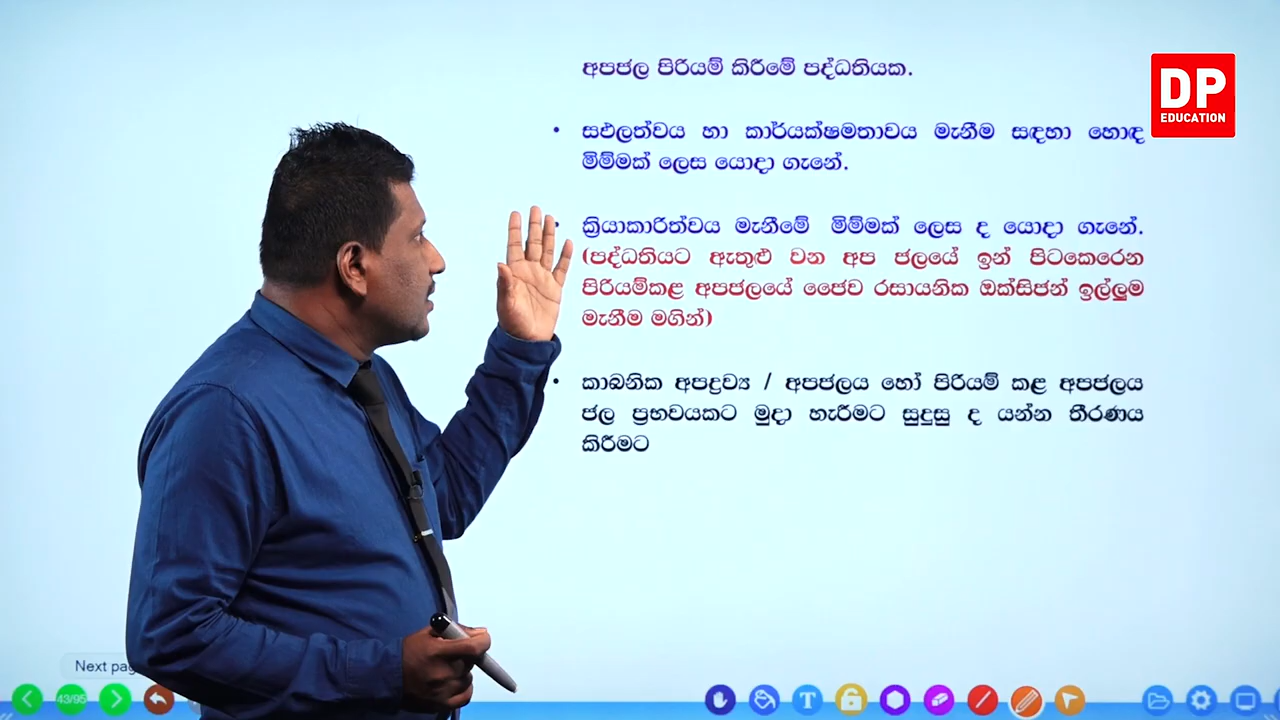 අපජල පිරියම් කිරීමේ පද්ධතියක.
DP
EDUCATION
• සඵලත්වය හා කාර්යක්ෂමතාවය මැනීම සඳහා හොඳ
මිම්මක් ලෙස යොදා ගැනේ.
• ක්‍රියාකාරීත්වය මැනීමේ මිම්මක් ලෙස ද යොදා ගැනේ.
(පද්ධතියට ඇතුළු වන අප ජලයේ ඉන් පිටකෙරෙන
පිරියම්කළ අපජලයේ ජෛව රසායනික ඔක්සිජන් ඉල්ලුම
මැනීම මගින්)
• කාබනික අපද්‍රව්‍ය / අපජලය හෝ පිරියම් කළ අපජලය
ජල ප්‍රභවයකට මුදා හැරීමට සුදුසු ද යන්න තීරණය
කිරීමට
Next pag
43/95